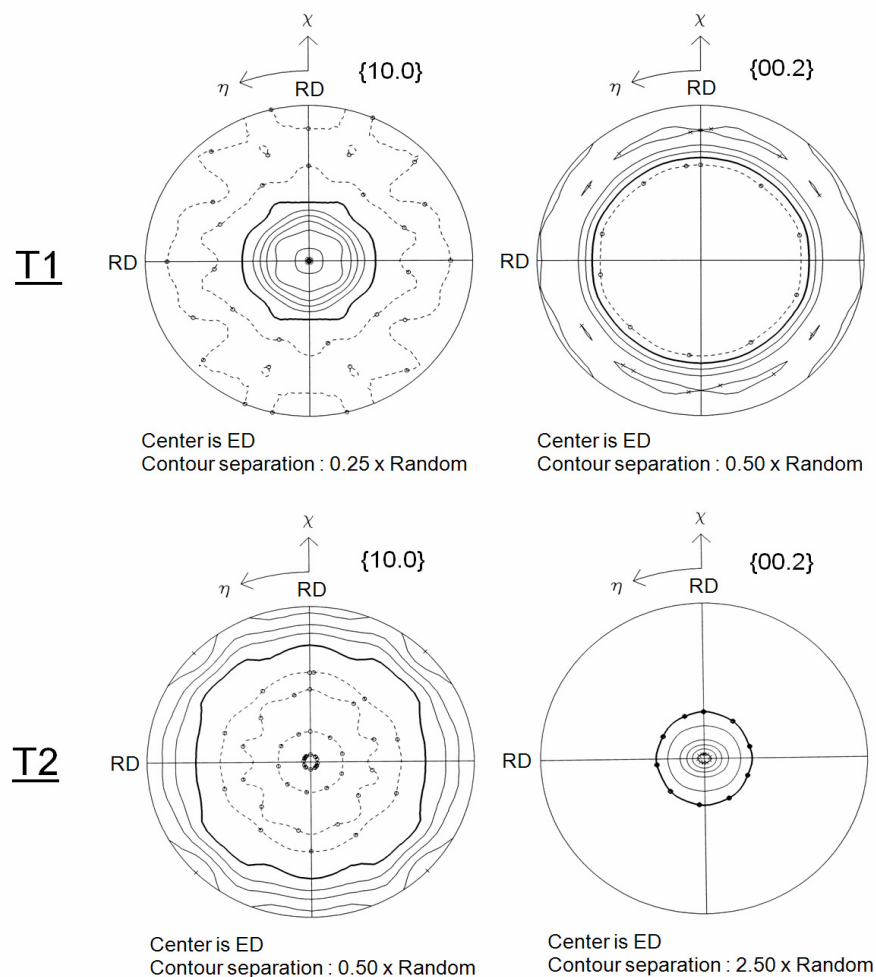 χ
χ
{10.0}
{00.2}
η
RD
η
RD
T1
RD
RD
Center is ED
Contour separation : 0.25 x Random
Center is ED
Contour separation : 0.50 x Random
χ
χ
{10.0}
{00.2}
η
RD
η
RD
T2
RD
RD
Center is ED
Contour separation : 0.50 x Random
Center is ED
Contour separation : 2.50 x Random